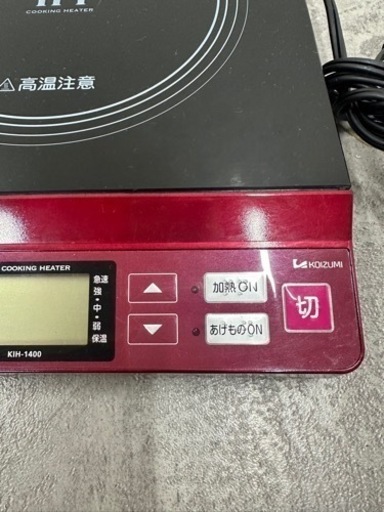 COOKING HEATER
⚠高温注意
COOKING HEATER
急速
強
・
中
・
弱
保温
KIH-1400
加熱ON
あげものON
KOIZUMI
切